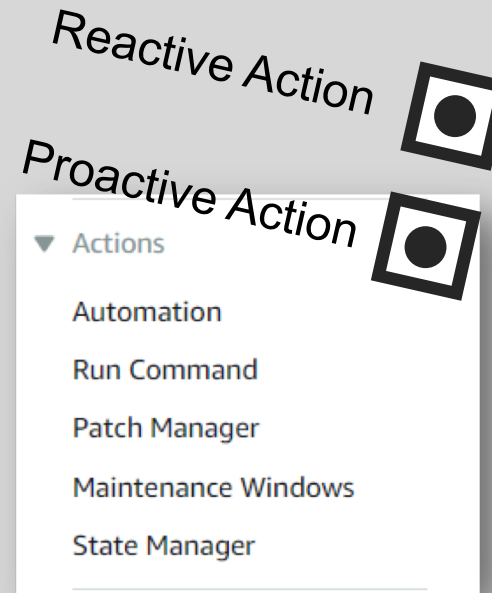 Reactive Action
Proactive Action
Actions
Automation
Run Command
Patch Manager
Maintenance Windows
State Manager